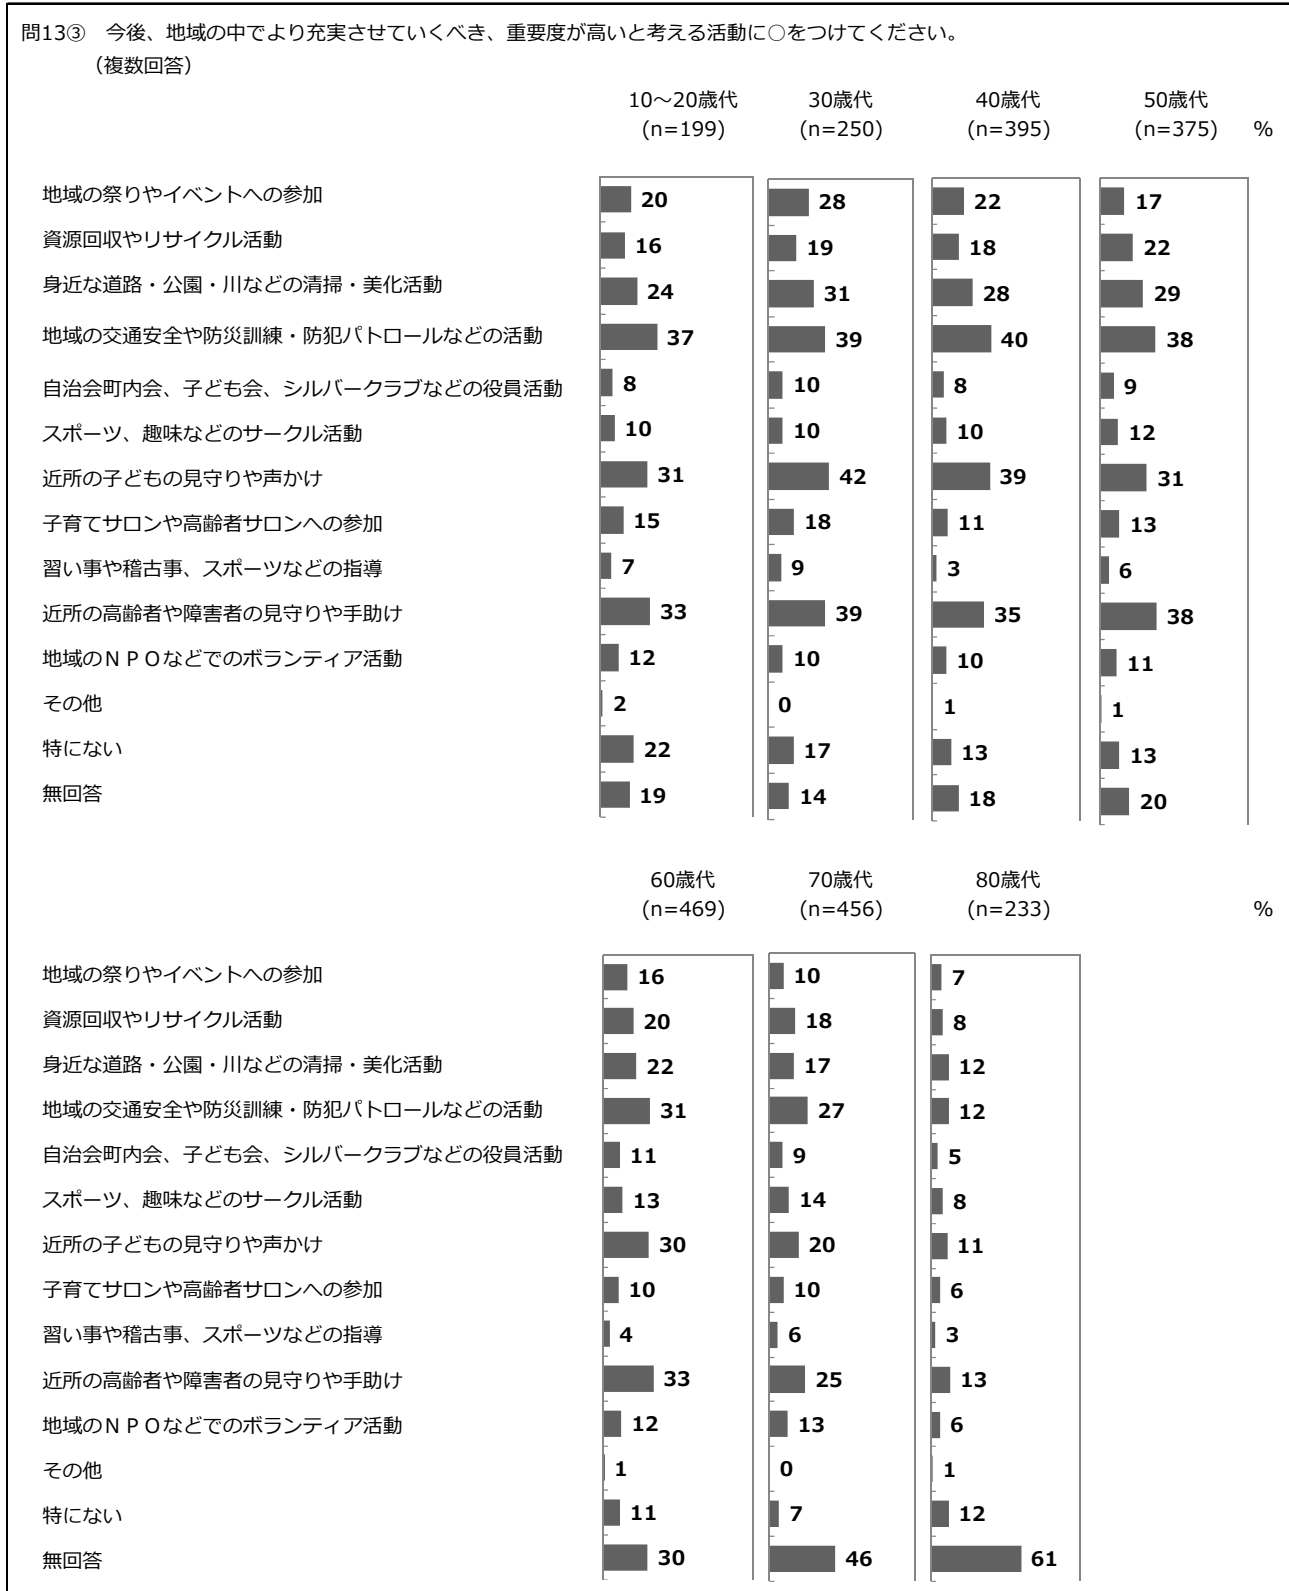 問13③　今後、地域の中でより充実させていくべき、重要度が高いと考える活動に○をつけてください。
（複数回答）
10～20歳代 30歳代 40歳代 50歳代
(n=199) (n=250) (n=395) (n=375) %
地域の祭りやイベントへの参加 20 28 22 17
資源回収やリサイクル活動 16 19 18 22
身近な道路・公園・川などの清掃・美化活動 24 31 28 29
地域の交通安全や防災訓練・防犯パトロールなどの活動 37 39 40 38
自治会町内会、子ども会、シルバークラブなどの役員活動 8 10 8 9
スポーツ、趣味などのサークル活動 10 10 10 12
近所の子どもの見守りや声かけ 31 42 39 31
子育てサロンや高齢者サロンへの参加 15 18 11 13
習い事や稽古事、スポーツなどの指導 7 9 3 6
近所の高齢者や障害者の見守りや手助け 33 39 35 38
地域のＮＰＯなどでのボランティア活動 12 10 10 11
その他 2 0 1 1
特にない 22 17 13 13
無回答 19 14 18 20
60歳代 70歳代 80歳代
(n=469) (n=456) (n=233) %
地域の祭りやイベントへの参加 16 10 7
資源回収やリサイクル活動 20 18 8
身近な道路・公園・川などの清掃・美化活動 22 17 12
地域の交通安全や防災訓練・防犯パトロールなどの活動 31 27 12
自治会町内会、子ども会、シルバークラブなどの役員活動 11 9 5
スポーツ、趣味などのサークル活動 13 14 8
近所の子どもの見守りや声かけ 30 20 11
子育てサロンや高齢者サロンへの参加 10 10 6
習い事や稽古事、スポーツなどの指導 4 6 3
近所の高齢者や障害者の見守りや手助け 33 25 13
地域のＮＰＯなどでのボランティア活動 12 13 6
その他 1 0 1
特にない 11 7 12
無回答 30 46 61